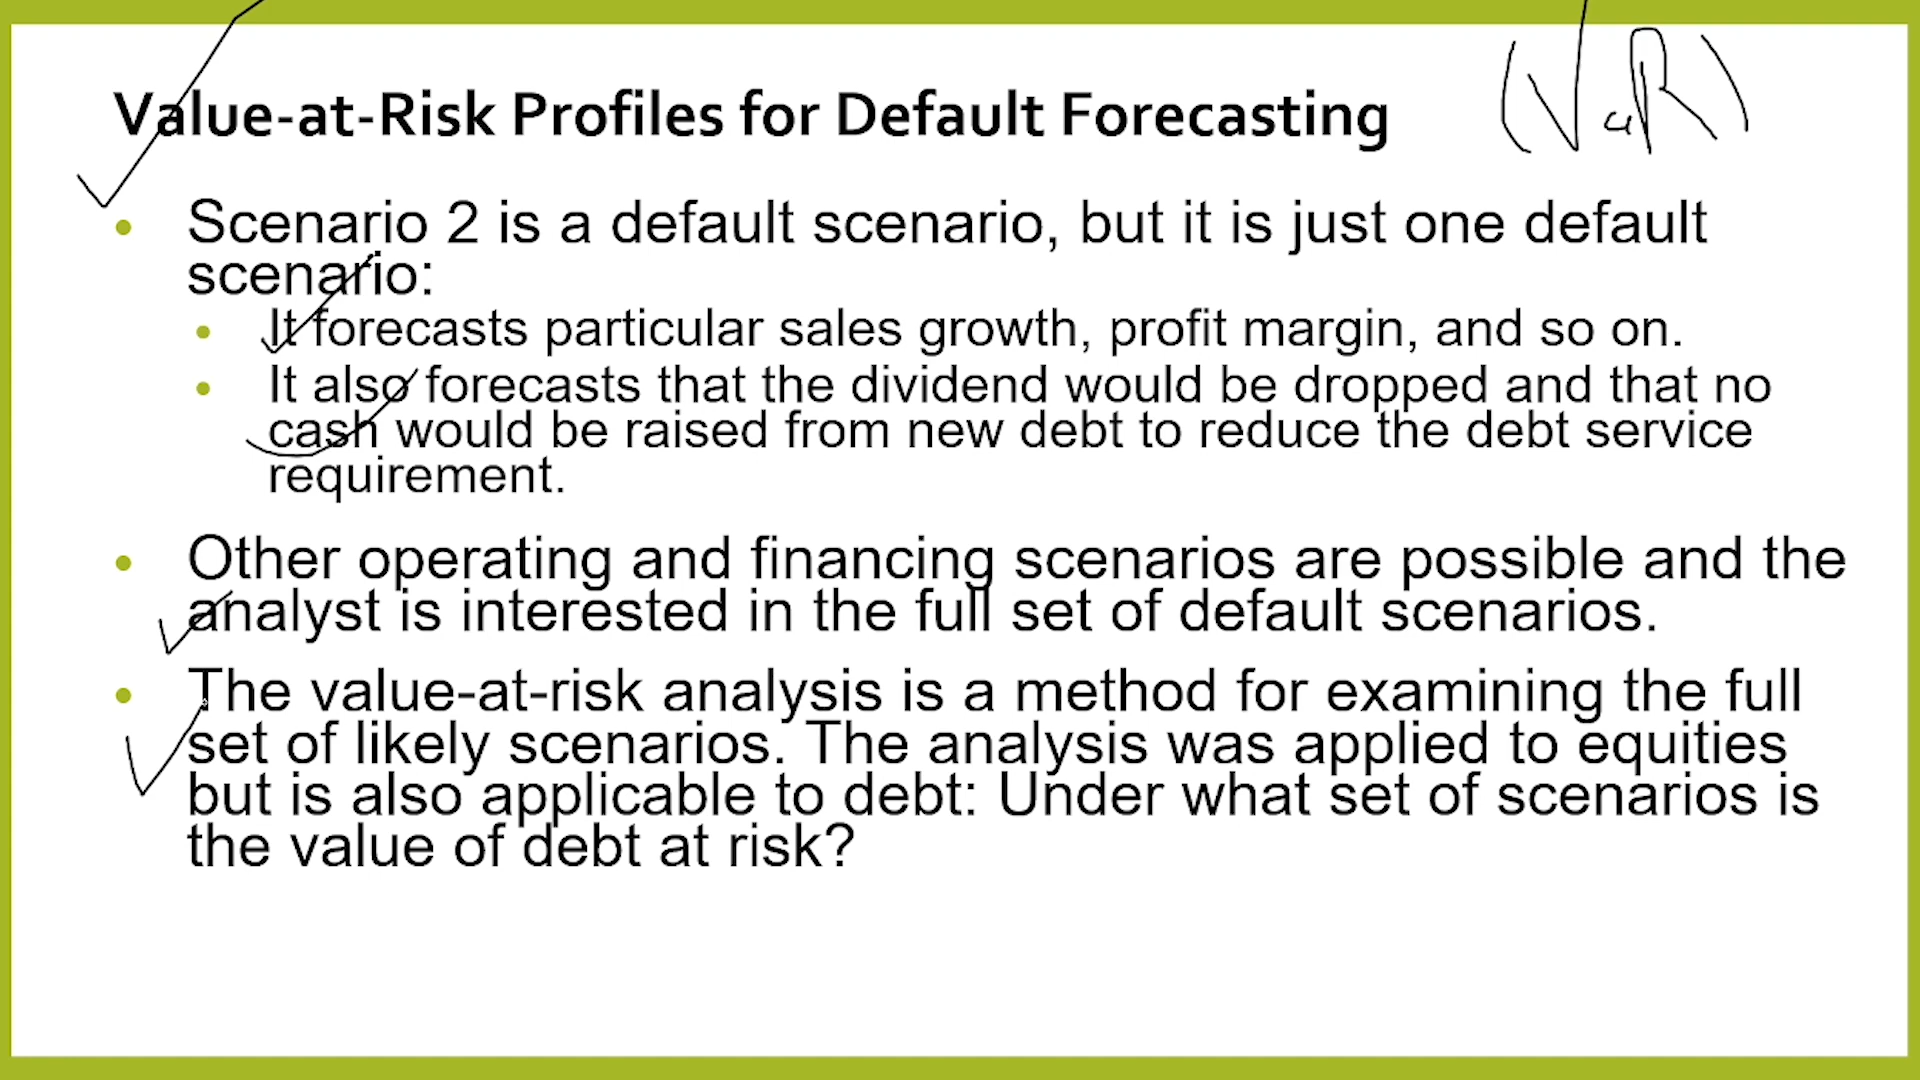 Value-at-Risk Profiles for Default Forecasting
(VaR)
• Scenario 2 is a default scenario, but it is just one default
scenario:
• It forecasts particular sales growth, profit margin, and so on.
• It also forecasts that the dividend would be dropped and that no
cash would be raised from new debt to reduce the debt service
requirement.
• Other operating and financing scenarios are possible and the
analyst is interested in the full set of default scenarios.
• The value-at-risk analysis is a method for examining the full
set of likely scenarios. The analysis was applied to equities
but is also applicable to debt: Under what set of scenarios is
the value of debt at risk?